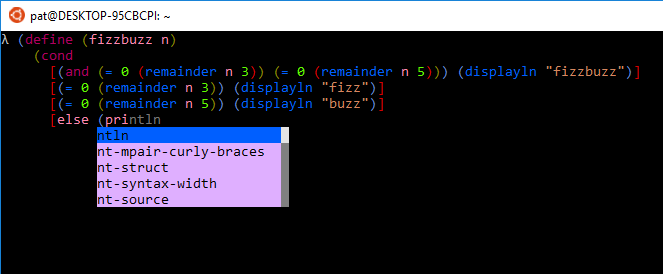 pat@DESKTOP-95CBCPI: ~
λ (define (fizzbuzz n)
(cond
[(and (= 0 (remainder n 3)) (= 0 (remainder n 5))) (displayln "fizzbuzz")]
[(= 0 (remainder n 3)) (displayln "fizz")]
[(= 0 (remainder n 5)) (displayln "buzz")]
[else (println
ntln
nt-mpair-curly-braces
nt-struct
nt-syntax-width
nt-source